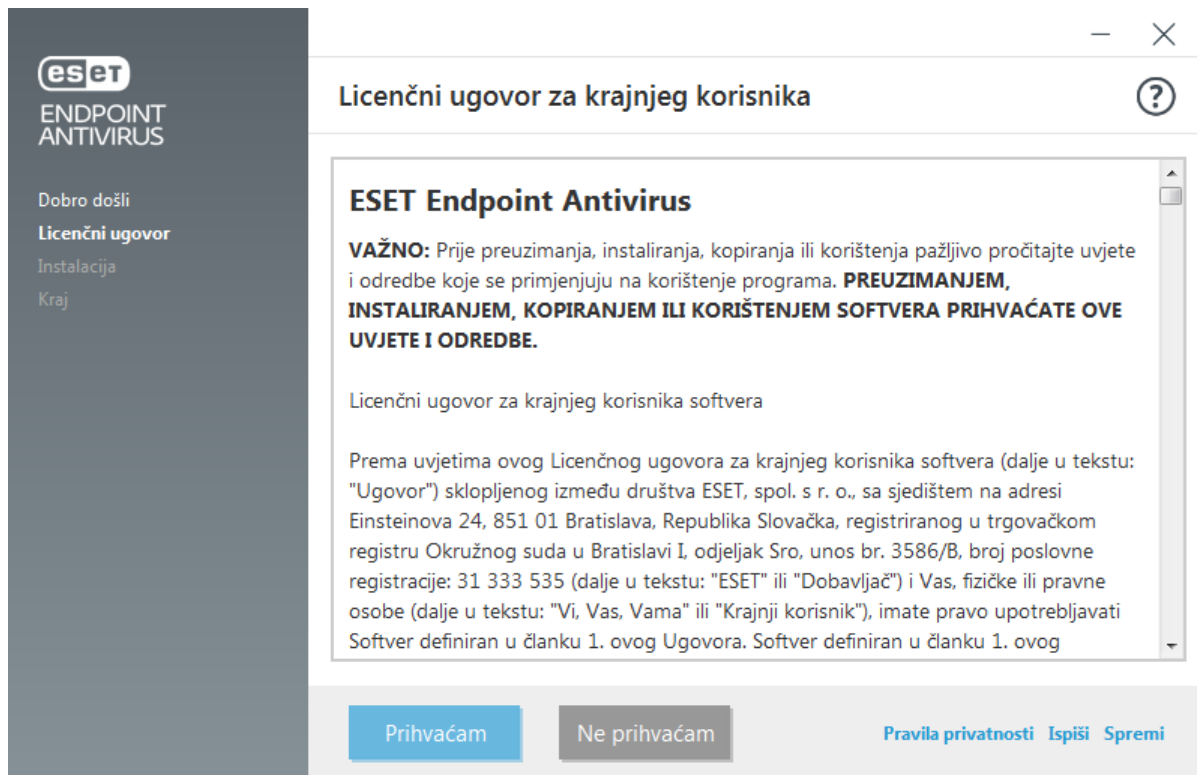 eset
ENDPOINT
ANTIVIRUS
Dobro došli
Licenčni ugovor
Instalacija
Kraj
Licenčni ugovor za krajnjeg korisnika
?
ESET Endpoint Antivirus
VAŽNO: Prije preuzimanja, instaliranja, kopiranja ili korištenja pažljivo pročitajte uvjete
i odredbe koje se primjenjuju na korištenje programa. PREUZIMANJEM,
INSTALIRANJEM, KOPIRANJEM ILI KORIŠTENJEM SOFTVERA PRIHVAĆATE OVE
UVJETE I ODREDBE.
Licenčni ugovor za krajnjeg korisnika softvera
Prema uvjetima ovog Licenčnog ugovora za krajnjeg korisnika softvera (dalje u tekstu:
"Ugovor") sklopljenog između društva ESET, spol. s r. o., sa sjedištem na adresi
Einsteinova 24, 851 01 Bratislava, Republika Slovačka, registriranog u trgovačkom
registru Okružnog suda u Bratislavi I, odjeljak Sro, unos br. 3586/B, broj poslovne
registracije: 31 333 535 (dalje u tekstu: "ESET" ili "Dobavljač") i Vas, fizičke ili pravne
osobe (dalje u tekstu: "Vi, Vas, Vama" ili "Krajnji korisnik"), imate pravo upotrebljavati
Softver definiran u članku 1. ovog Ugovora. Softver definiran u članku 1. ovog
Prihvaćam
Ne prihvaćam
Pravila privatnosti Ispiši Spremi